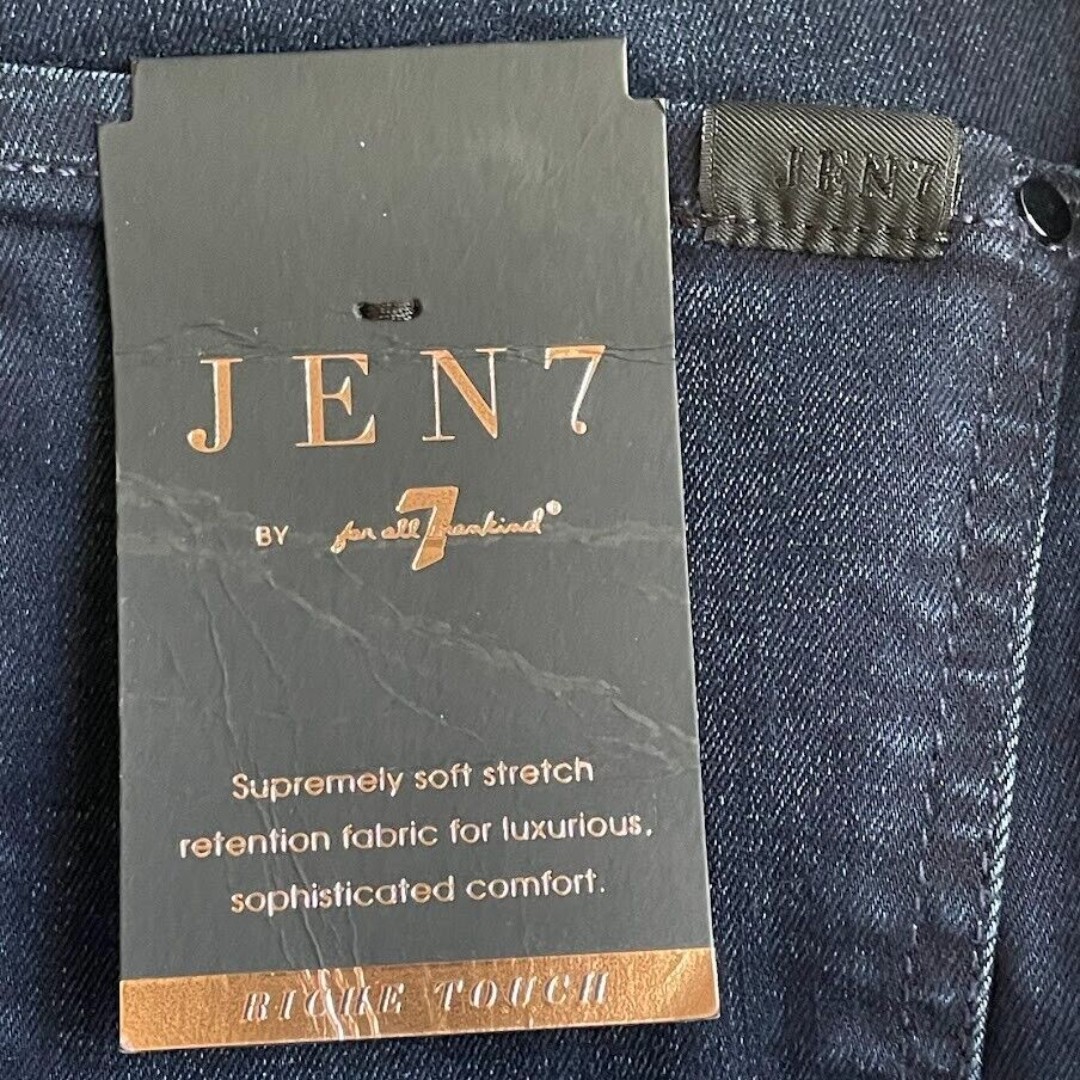 JEN7
JEN7
BY for all 7 mankind®
Supremely soft stretch
retention fabric for luxurious,
sophisticated comfort.
RICHE TOUCH